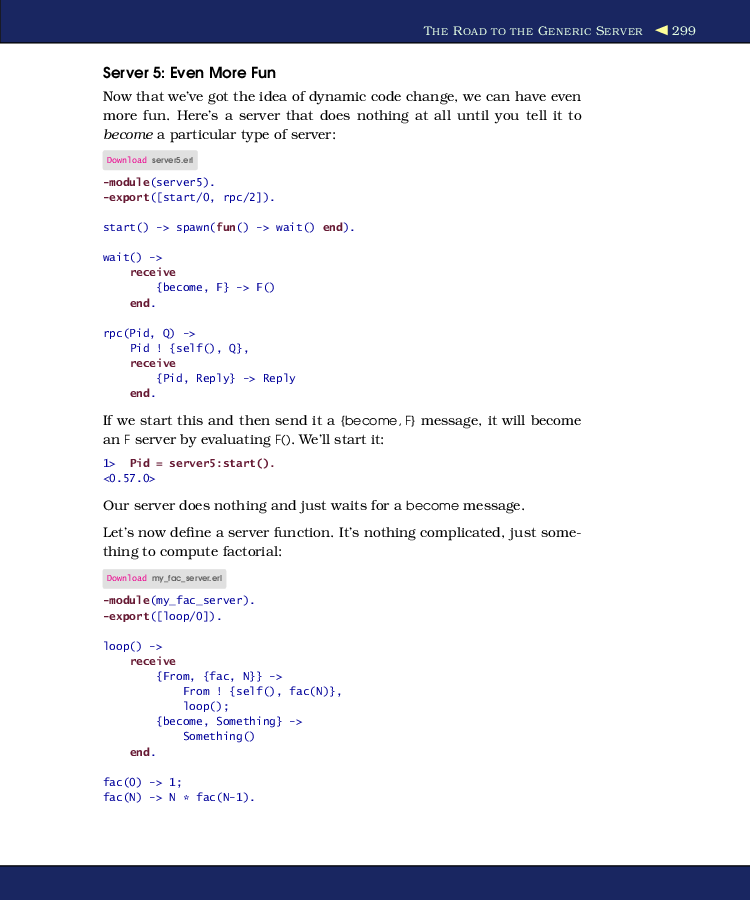 THE ROAD TO THE GENERIC SERVER ◀ 299
Server 5: Even More Fun
Now that we've got the idea of dynamic code change, we can have even
more fun. Here's a server that does nothing at all until you tell it to
become a particular type of server:
Download server5.erl
-module(server5).
-export([start/0, rpc/2]).
start() -> spawn(fun() -> wait() end).
wait() ->
    receive
        {become, F} -> F()
    end.
rpc(Pid, Q) ->
    Pid ! {self(), Q},
    receive
        {Pid, Reply} -> Reply
    end.
If we start this and then send it a {become, F} message, it will become
an F server by evaluating F(). We'll start it:
1> Pid = server5:start().
<0.57.0>
Our server does nothing and just waits for a become message.
Let's now define a server function. It's nothing complicated, just some-
thing to compute factorial:
Download my_fac_server.erl
-module(my_fac_server).
-export([loop/0]).
loop() ->
    receive
        {From, {fac, N}} ->
            From ! {self(), fac(N)},
            loop();
        {become, Something} ->
            Something()
    end.
fac(0) -> 1;
fac(N) -> N * fac(N-1).